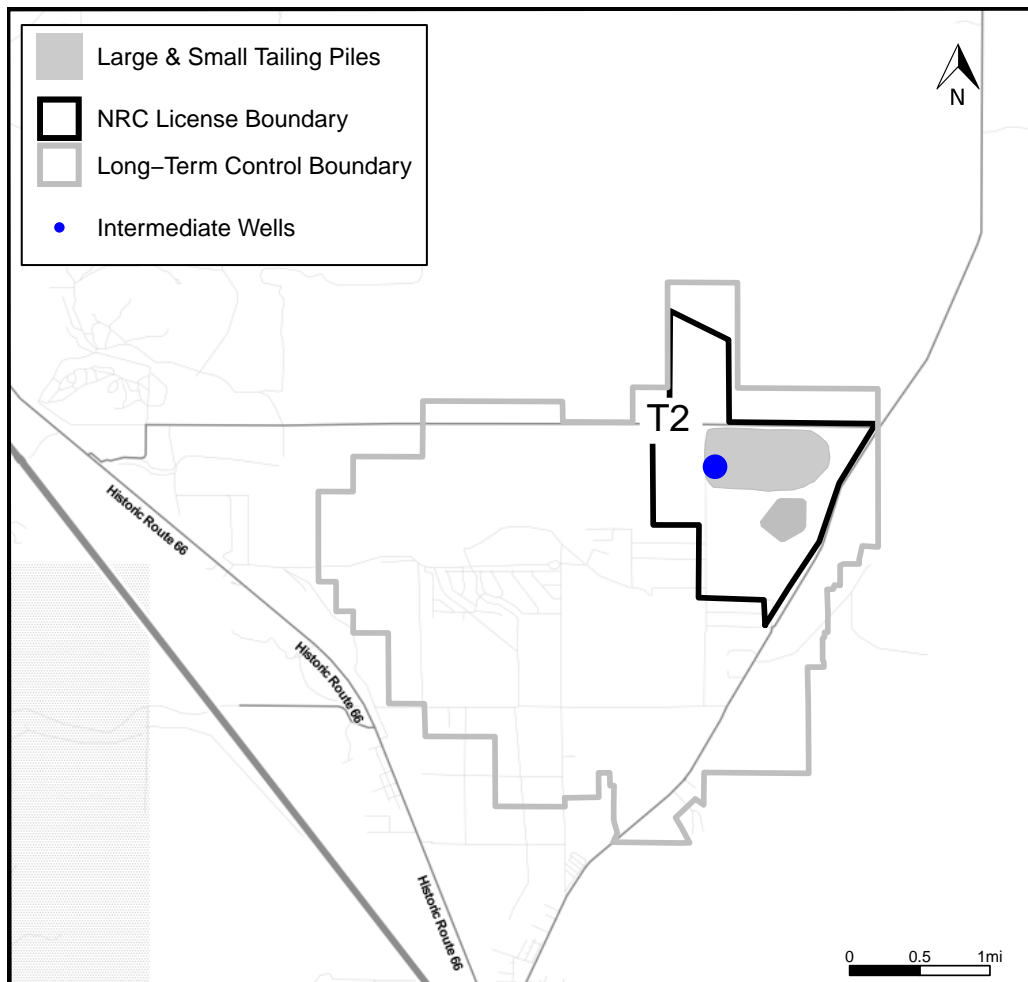 Large & Small Tailing Piles
NRC License Boundary
Long−Term Control Boundary
Intermediate Wells
N
T2
Historic Route 66
Historic Route 66
Historic Route 66
0 0.5 1mi